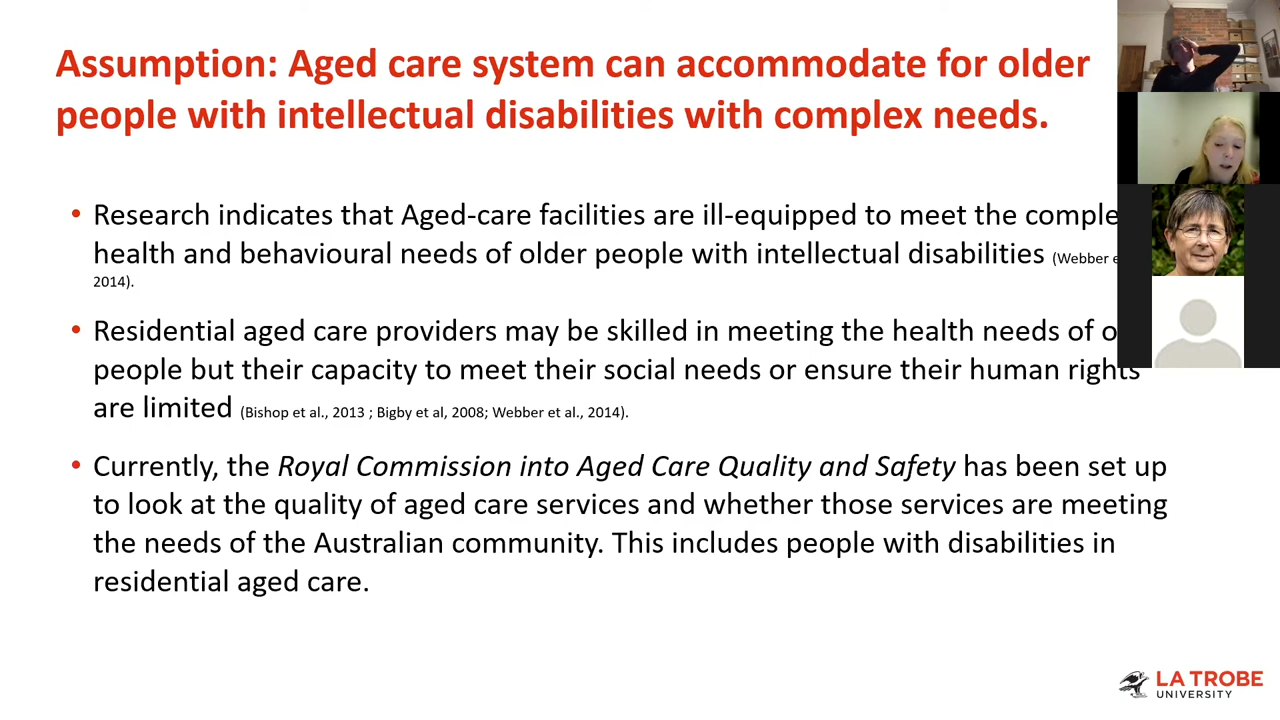 Assumption: Aged care system can accommodate for older
people with intellectual disabilities with complex needs.
• Research indicates that Aged-care facilities are ill-equipped to meet the comple
health and behavioural needs of older people with intellectual disabilities (Webber e
2014).
• Residential aged care providers may be skilled in meeting the health needs of o
people but their capacity to meet their social needs or ensure their human rights
are limited (Bishop et al., 2013 ; Bigby et al, 2008; Webber et al., 2014).
• Currently, the Royal Commission into Aged Care Quality and Safety has been set up
to look at the quality of aged care services and whether those services are meeting
the needs of the Australian community. This includes people with disabilities in
residential aged care.
LA TROBE
UNIVERSITY